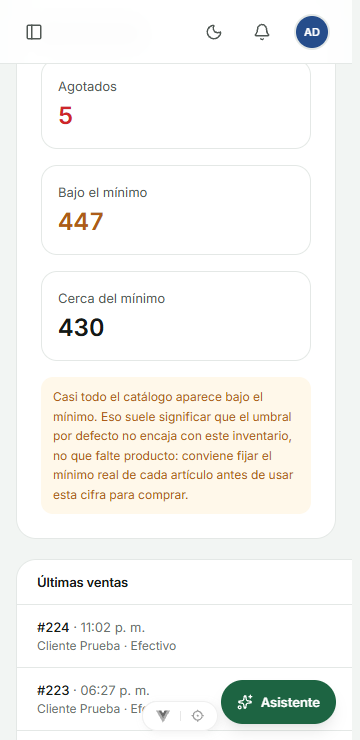 AD
Agotados
5
Bajo el mínimo
447
Cerca del mínimo
430
Casi todo el catálogo aparece bajo el
mínimo. Eso suele significar que el umbral
por defecto no encaja con este inventario,
no que falte producto: conviene fijar el
mínimo real de cada artículo antes de usar
esta cifra para comprar.
Últimas ventas
#224 · 11:02 p. m.
Cliente Prueba · Efectivo
#223 · 06:27 p. m.
Cliente Prueba ·
Asistente